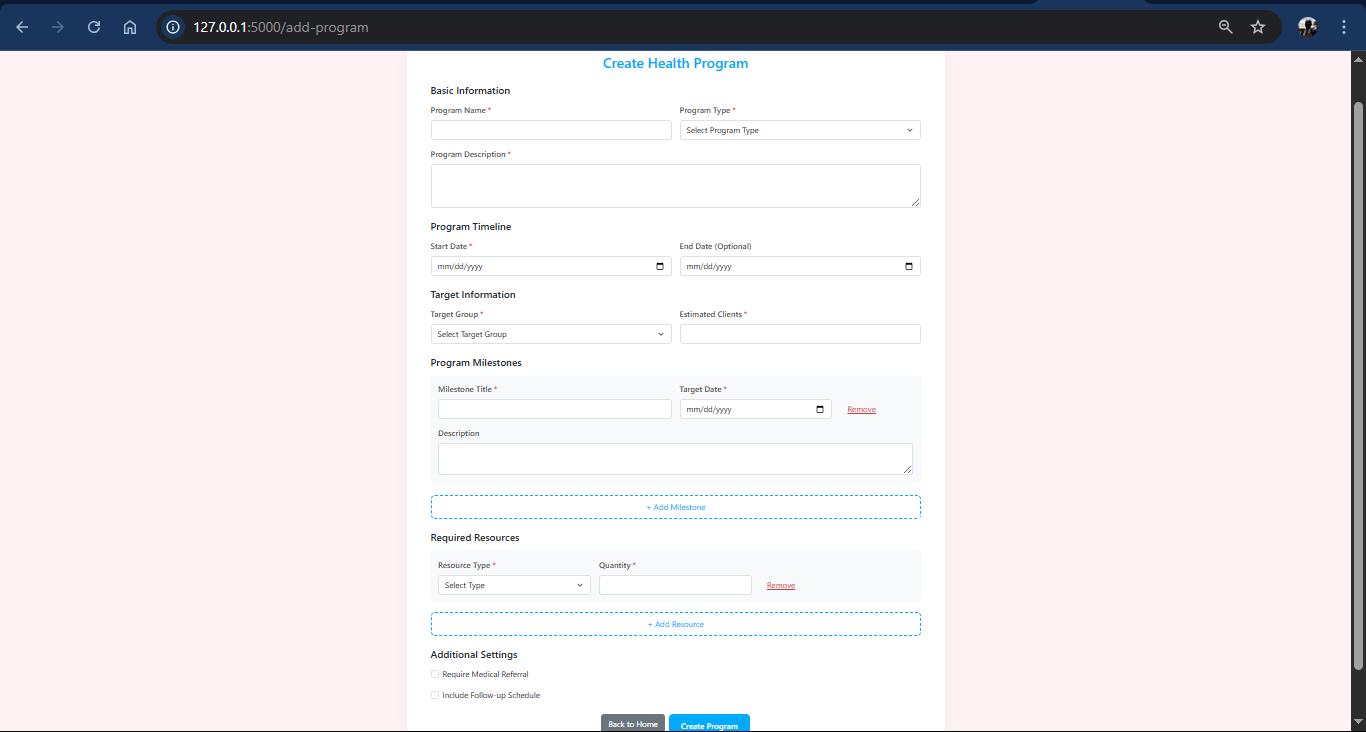 127.0.0.1:5000/add-program
Create Health Program
Basic Information
Program Name * Program Type *
Select Program Type
Program Description *
Program Timeline
Start Date * End Date (Optional)
mm/dd/yyyy mm/dd/yyyy
Target Information
Target Group * Estimated Clients *
Select Target Group
Program Milestones
Milestone Title * Target Date *
mm/dd/yyyy Remove
Description
+ Add Milestone
Required Resources
Resource Type * Quantity *
Select Type Remove
+ Add Resource
Additional Settings
Require Medical Referral
Include Follow-up Schedule
Back to Home Create Program